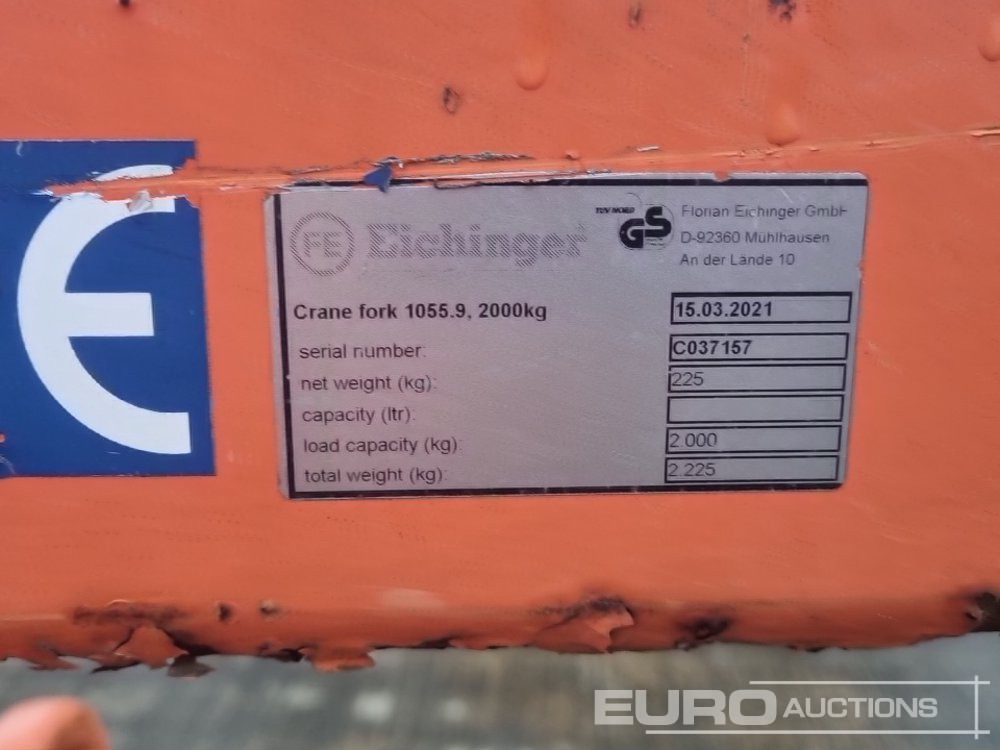 CE
FE Eichinger
TÜV NORD
GS
Florian Eichinger GmbH
D-92360 Mühlhausen
An der Lände 10
Crane fork 1055.9, 2000kg 15.03.2021
serial number: C037157
net weight (kg): 225
capacity (ltr):
load capacity (kg): 2.000
total weight (kg): 2.225
EURO AUCTIONS